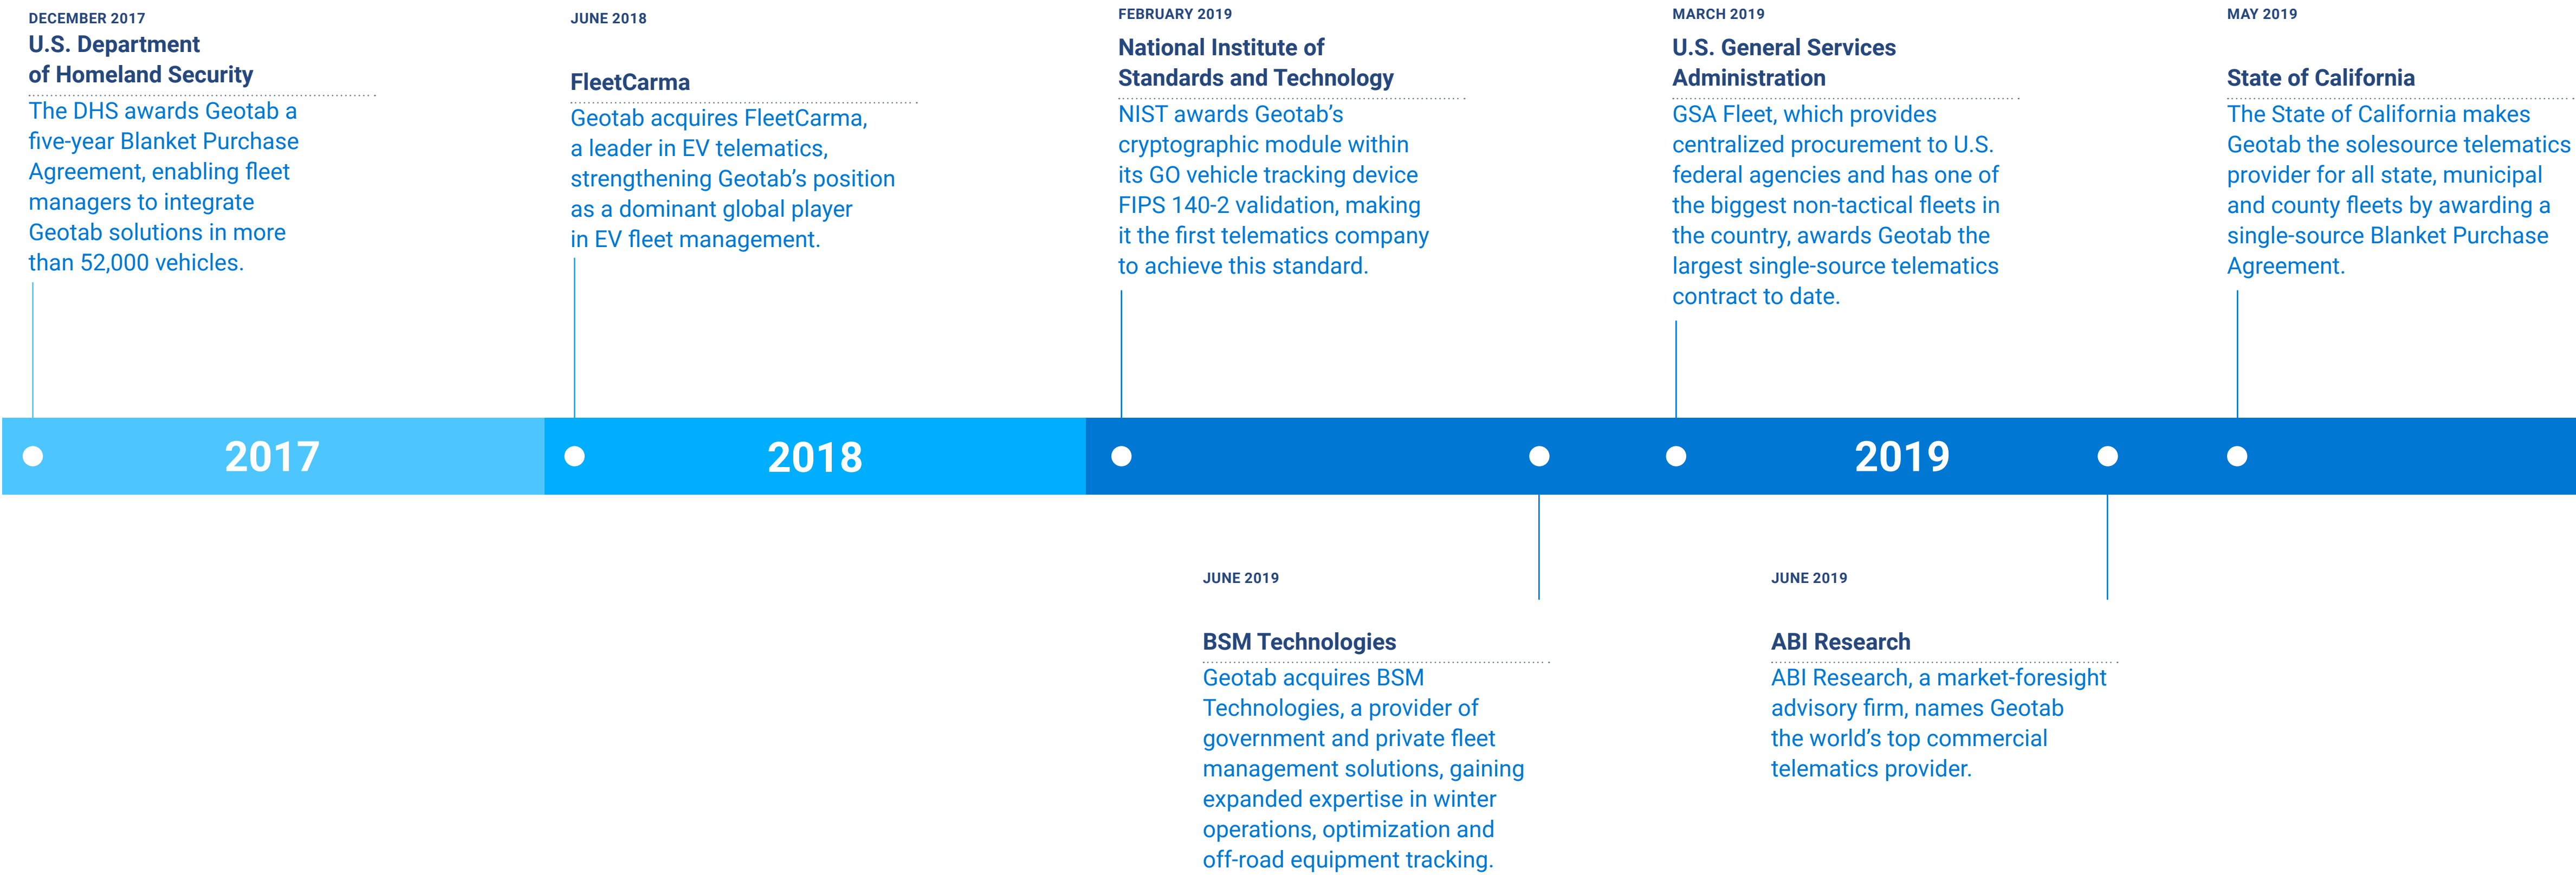 DECEMBER 2017
U.S. Department
of Homeland Security
The DHS awards Geotab a
five-year Blanket Purchase
Agreement, enabling fleet
managers to integrate
Geotab solutions in more
than 52,000 vehicles.
JUNE 2018
FleetCarma
Geotab acquires FleetCarma,
a leader in EV telematics,
strengthening Geotab’s position
as a dominant global player
in EV fleet management.
FEBRUARY 2019
National Institute of
Standards and Technology
NIST awards Geotab’s
cryptographic module within
its GO vehicle tracking device
FIPS 140-2 validation, making
it the first telematics company
to achieve this standard.
MARCH 2019
U.S. General Services
Administration
GSA Fleet, which provides
centralized procurement to U.S.
federal agencies and has one of
the biggest non-tactical fleets in
the country, awards Geotab the
largest single-source telematics
contract to date.
MAY 2019
State of California
The State of California makes
Geotab the solesource telematics
provider for all state, municipal
and county fleets by awarding a
single-source Blanket Purchase
Agreement.
2017
2018
2019
JUNE 2019
BSM Technologies
Geotab acquires BSM
Technologies, a provider of
government and private fleet
management solutions, gaining
expanded expertise in winter
operations, optimization and
off-road equipment tracking.
JUNE 2019
ABI Research
ABI Research, a market-foresight
advisory firm, names Geotab
the world’s top commercial
telematics provider.